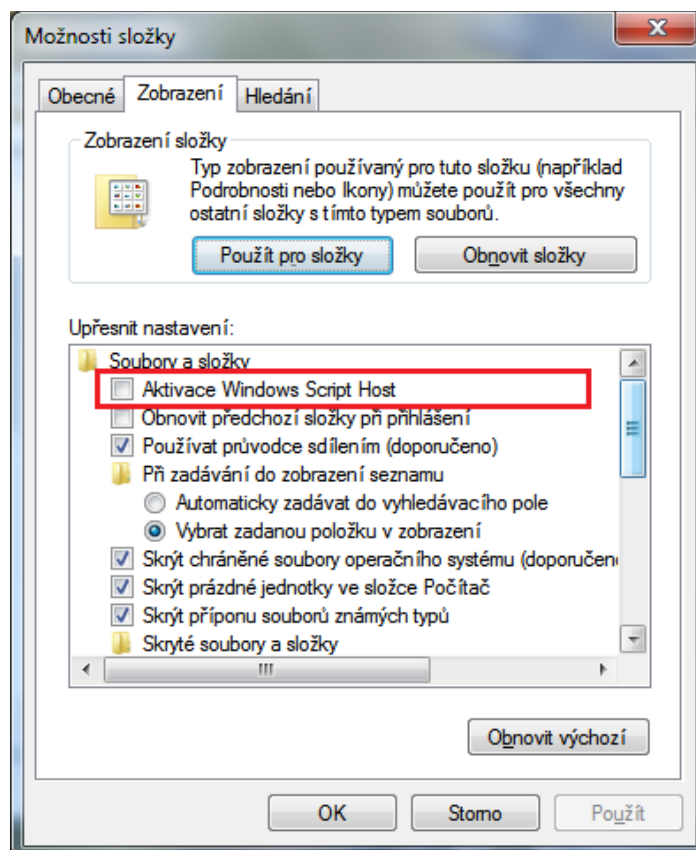 Možnosti složky
Obecné
Zobrazení
Hledání
Zobrazení složky
Typ zobrazení používaný pro tuto složku (například
Podrobnosti nebo Ikony) můžete použít pro všechny
ostatní složky s tímto typem souborů.
Použít pro složky
Obnovit složky
Upřesnit nastavení:
Soubory a složky
Aktivace Windows Script Host
Obnovit předchozí složky při přihlášení
Používat průvodce sdílením (doporučeno)
Při zadávání do zobrazení seznamu
Automaticky zadávat do vyhledávacího pole
Vybrat zadanou položku v zobrazení
Skrýt chráněné soubory operačního systému (doporučen
Skrýt prázdné jednotky ve složce Počítač
Skrýt příponu souborů známých typů
Skryté soubory a složky
Obnovit výchozí
OK
Storno
Použít